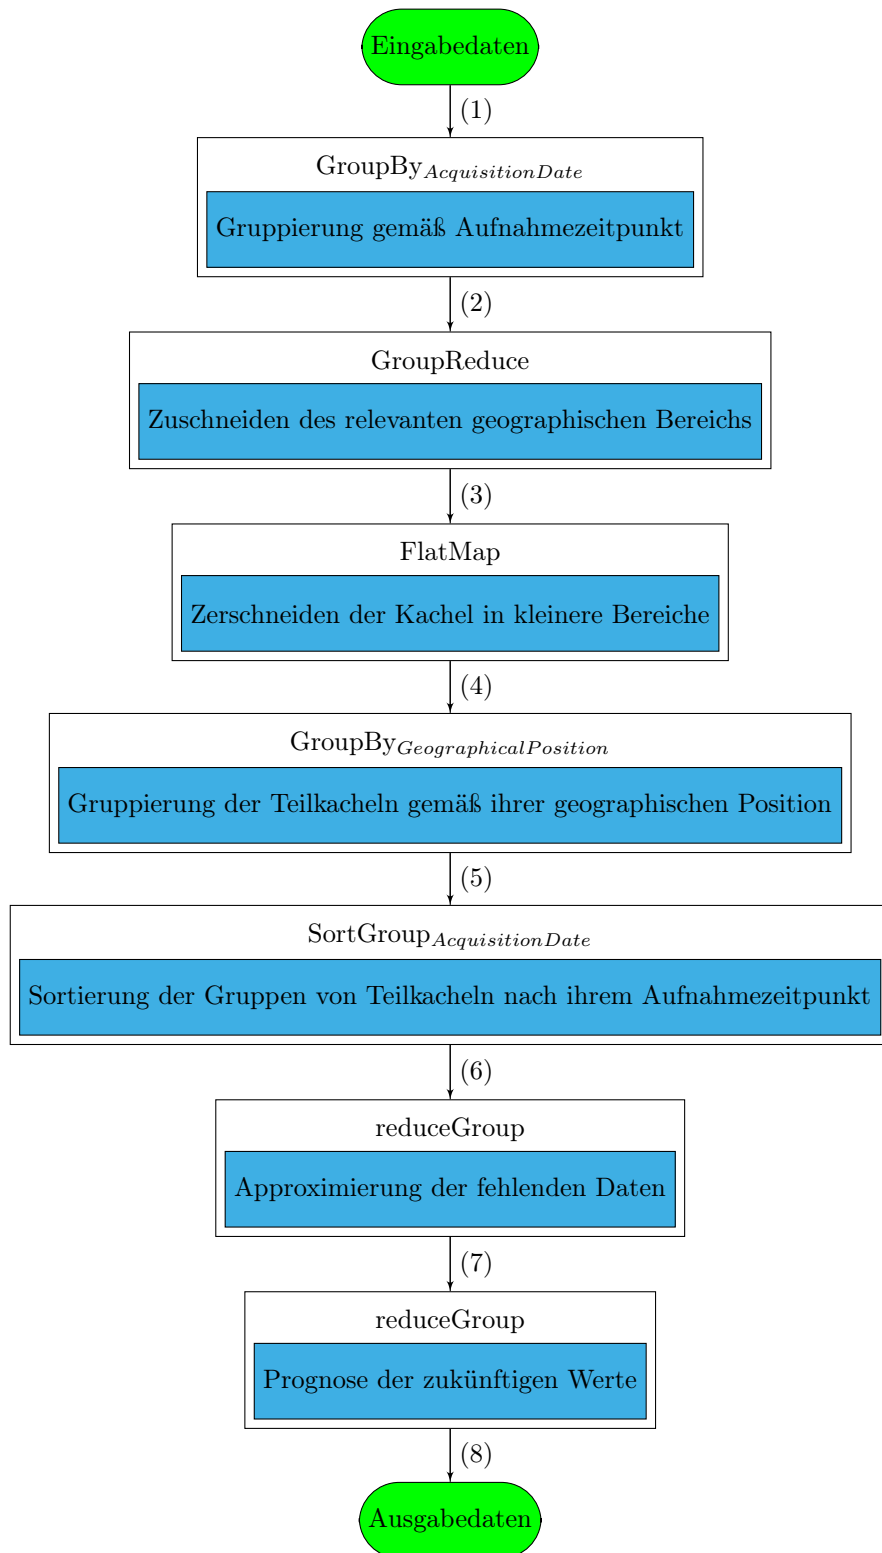 Eingabedaten
(1)
GroupBy_AcquisitionDate
Gruppierung gemäß Aufnahmezeitpunkt
(2)
GroupReduce
Zuschneiden des relevanten geographischen Bereichs
(3)
FlatMap
Zerschneiden der Kachel in kleinere Bereiche
(4)
GroupBy_GeographicalPosition
Gruppierung der Teilkacheln gemäß ihrer geographischen Position
(5)
SortGroup_AcquisitionDate
Sortierung der Gruppen von Teilkacheln nach ihrem Aufnahmezeitpunkt
(6)
reduceGroup
Approximierung der fehlenden Daten
(7)
reduceGroup
Prognose der zukünftigen Werte
(8)
Ausgabedaten